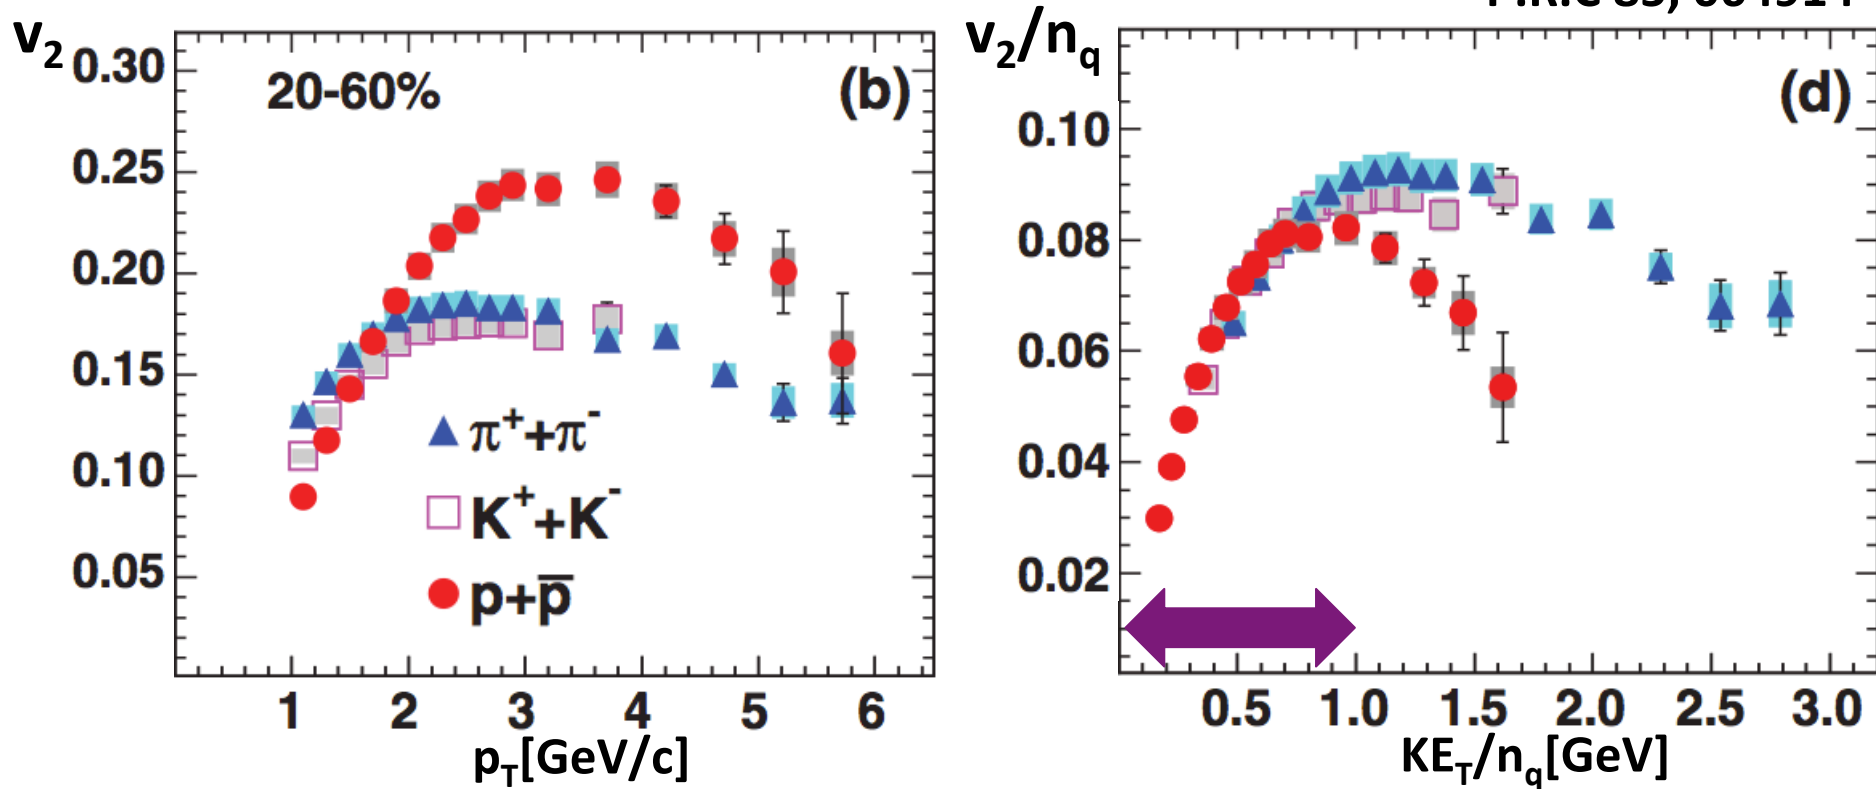 v2
0.30
0.25
0.20
0.15
0.10
0.05
20-60%
(b)
π⁺+π⁻
K⁺+K⁻
p+p̅
1 2 3 4 5 6
pT[GeV/c]
v2/nq
(d)
0.10
0.08
0.06
0.04
0.02
0.5 1.0 1.5 2.0 2.5 3.0
KET/nq[GeV]